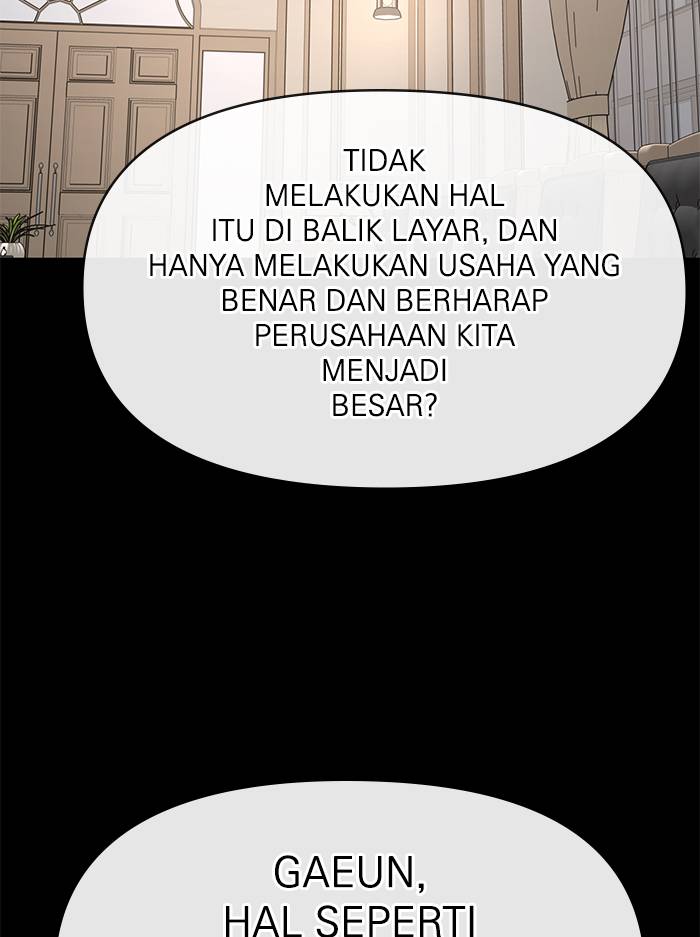 TIDAK
MELAKUKAN HAL
ITU DI BALIK LAYAR, DAN
HANYA MELAKUKAN USAHA YANG
BENAR DAN BERHARAP
PERUSAHAAN KITA
MENJADI
BESAR?
GAEUN,
HAL SEPERTI